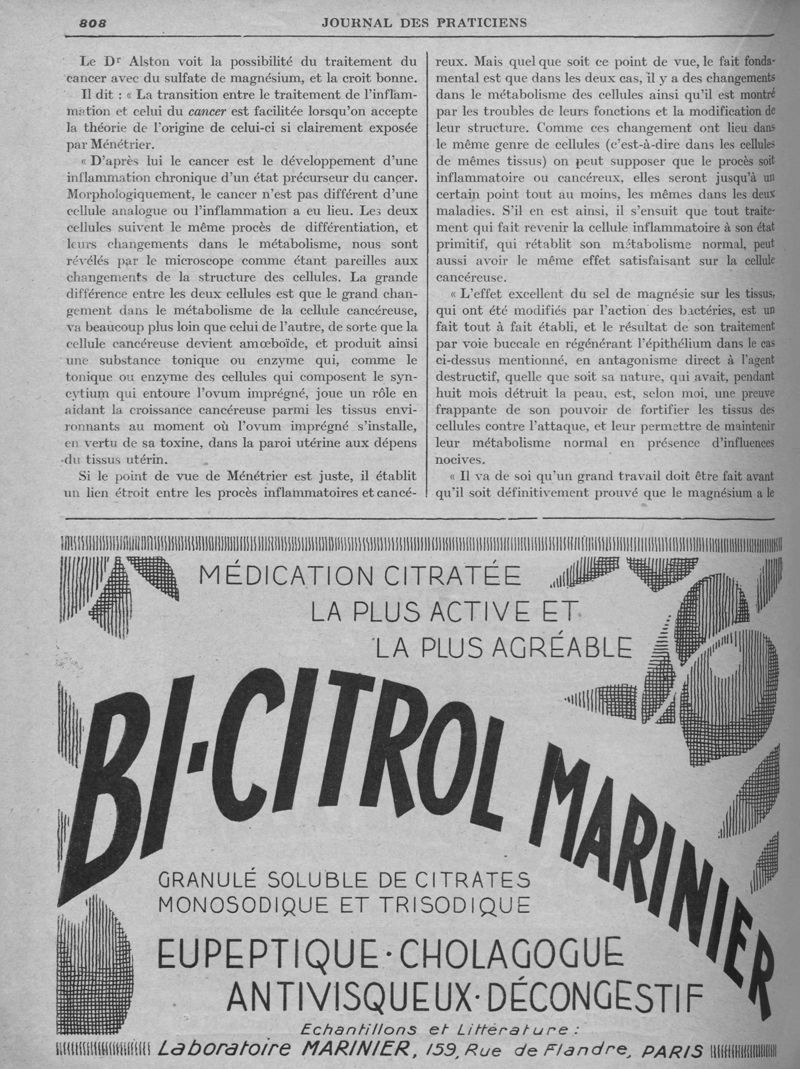 808
JOURNAL DES PRATICIENS
Le Dr Alston voit la possibilité du traitement du
cancer avec du sulfate de magnésium, et la croit bonne.
Il dit : « La transition entre le traitement de l'inflam-
mation et celui du cancer est facilitée lorsqu'on accepte
la théorie de l'origine de celui-ci si clairement exposée
par Ménétrier.
« D'après lui le cancer est le développement d'une
inflammation chronique d'un état précurseur du cancer.
Morphologiquement, le cancer n'est pas différent d'une
cellule analogue ou l'inflammation a eu lieu. Les deux
cellules suivent le même procès de différentiation, et
leurs changements dans le métabolisme, nous sont
révélés par le microscope comme étant pareilles aux
changements de la structure des cellules. La grande
différence entre les deux cellules est que le grand chan-
gement dans le métabolisme de la cellule cancéreuse,
va beaucoup plus loin que celui de l'autre, de sorte que la
cellule cancéreuse devient amœboïde, et produit ainsi
une substance tonique ou enzyme qui, comme le
tonique ou enzyme des cellules qui composent le syn-
cytium qui entoure l'ovum imprégné, joue un rôle en
aidant la croissance cancéreuse parmi les tissus envi-
ronnants au moment où l'ovum imprégné s'installe,
en vertu de sa toxine, dans la paroi utérine aux dépens
du tissus utérin.
Si le point de vue de Ménétrier est juste, il établit
un lien étroit entre les procès inflammatoires et cancé-
reux. Mais quel que soit ce point de vue, le fait fonda-
mental est que dans les deux cas, il y a des changements
dans le métabolisme des cellules ainsi qu'il est montré
par les troubles de leurs fonctions et la modification de
leur structure. Comme ces changement ont lieu dans
le même genre de cellules (c'est-à-dire dans les cellules
de mêmes tissus) on peut supposer que le procès soit
inflammatoire ou cancéreux, elles seront jusqu'à un
certain point tout au moins, les mêmes dans les deux
maladies. S'il en est ainsi, il s'ensuit que tout traite-
ment qui fait revenir la cellule inflammatoire à son état
primitif, qui rétablit son métabolisme normal, peut
aussi avoir le même effet satisfaisant sur la cellule
cancéreuse.
« L'effet excellent du sel de magnésie sur les tissus,
qui ont été modifiés par l'action des bactéries, est un
fait tout à fait établi, et le résultat de son traitement
par voie buccale en régénérant l'épithélium dans le cas
ci-dessus mentionné, en antagonisme direct à l'agent
destructif, quelle que soit sa nature, qui avait, pendant
huit mois détruit la peau, est, selon moi, une preuve
frappante de son pouvoir de fortifier les tissus des
cellules contre l'attaque, et leur permettre de maintenir
leur métabolisme normal en présence d'influences
nocives.
« Il va de soi qu'un grand travail doit être fait avant
qu'il soit définitivement prouvé que le magnésium a le
MÉDICATION CITRATÉE
LA PLUS ACTIVE ET
LA PLUS AGRÉABLE
BI-CITROL MARINIER
GRANULÉ SOLUBLE DE CITRATES
MONOSODIQUE ET TRISODIQUE
EUPEPTIQUE·CHOLAGOGUE
ANTIVISQUEUX·DÉCONGESTIF
Echantillons et Littérature :
Laboratoire MARINIER, 159, Rue de Flandre, PARIS